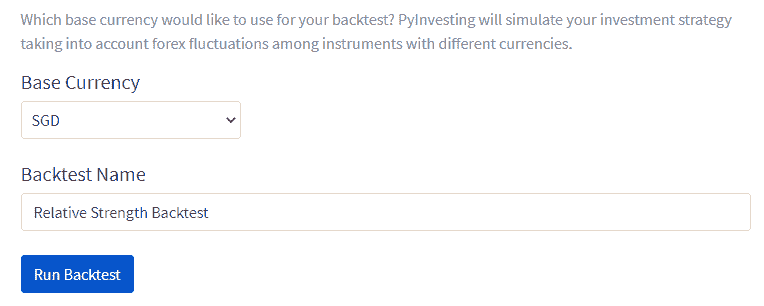 Which base currency would like to use for your backtest? PyInvesting will simulate your investment strategy
taking into account forex fluctuations among instruments with different currencies.
Base Currency
SGD
Backtest Name
Relative Strength Backtest
Run Backtest